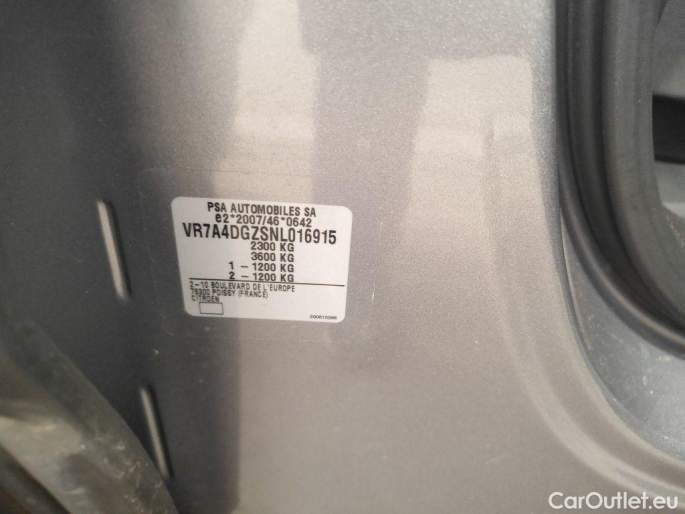 PSA AUTOMOBILES SA
e2*2007/46*0642
VR7A4DGZSNL016915
2300 KG
3600 KG
1 – 1200 KG
2 – 1200 KG
2–10 BOULEVARD DE L'EUROPE
78300 POISSY (FRANCE)
CITROEN
CarOutlet.eu